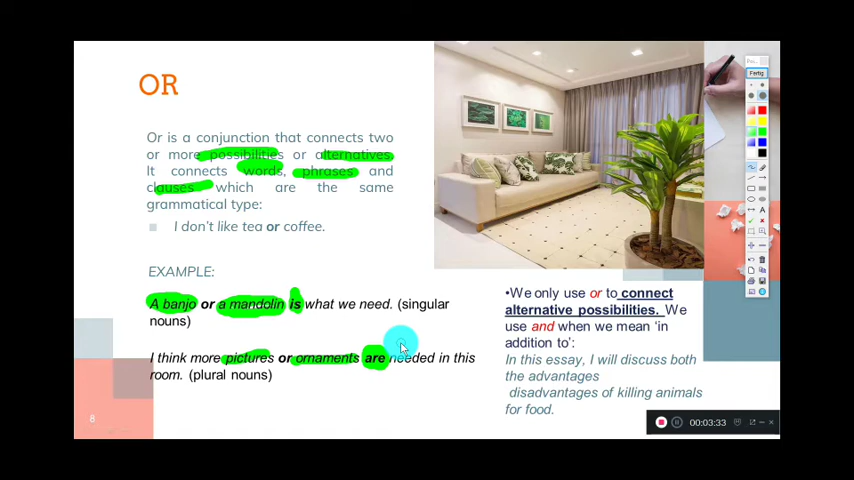 OR
Or is a conjunction that connects two
or more possibilities or alternatives.
It connects words, phrases and
clauses which are the same
grammatical type:
I don't like tea or coffee.
EXAMPLE:
A banjo or a mandolin is what we need. (singular
nouns)
I think more pictures or ornaments are needed in this
room. (plural nouns)
8
•We only use or to connect
alternative possibilities. We
use and when we mean 'in
addition to':
In this essay, I will discuss both
the advantages
disadvantages of killing animals
for food.
Fertig
A
00:03:33